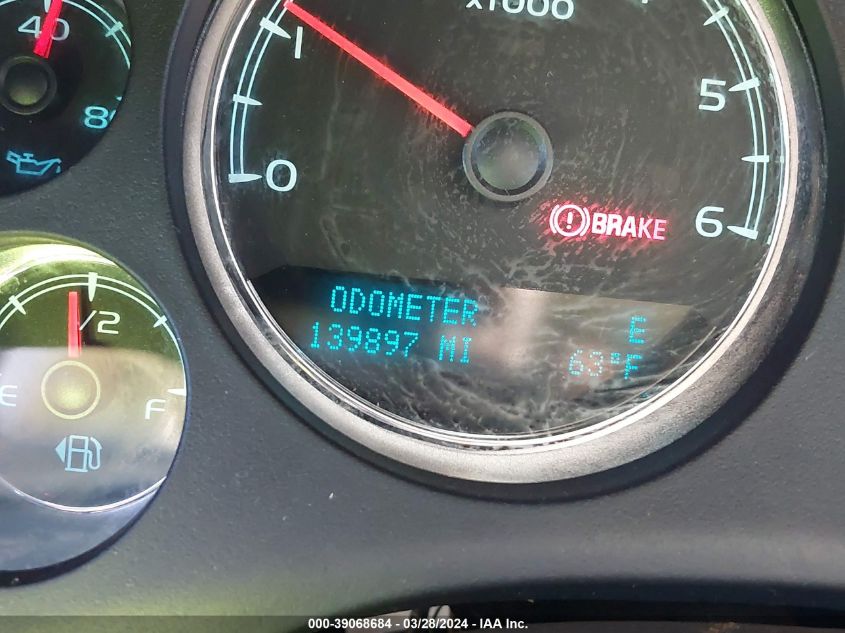 40
80
x1000
1
0
5
6
BRAKE
ODOMETER E
139897 MI 63°F
1/2
E F
000-39068684 - 03/28/2024 - IAA Inc.